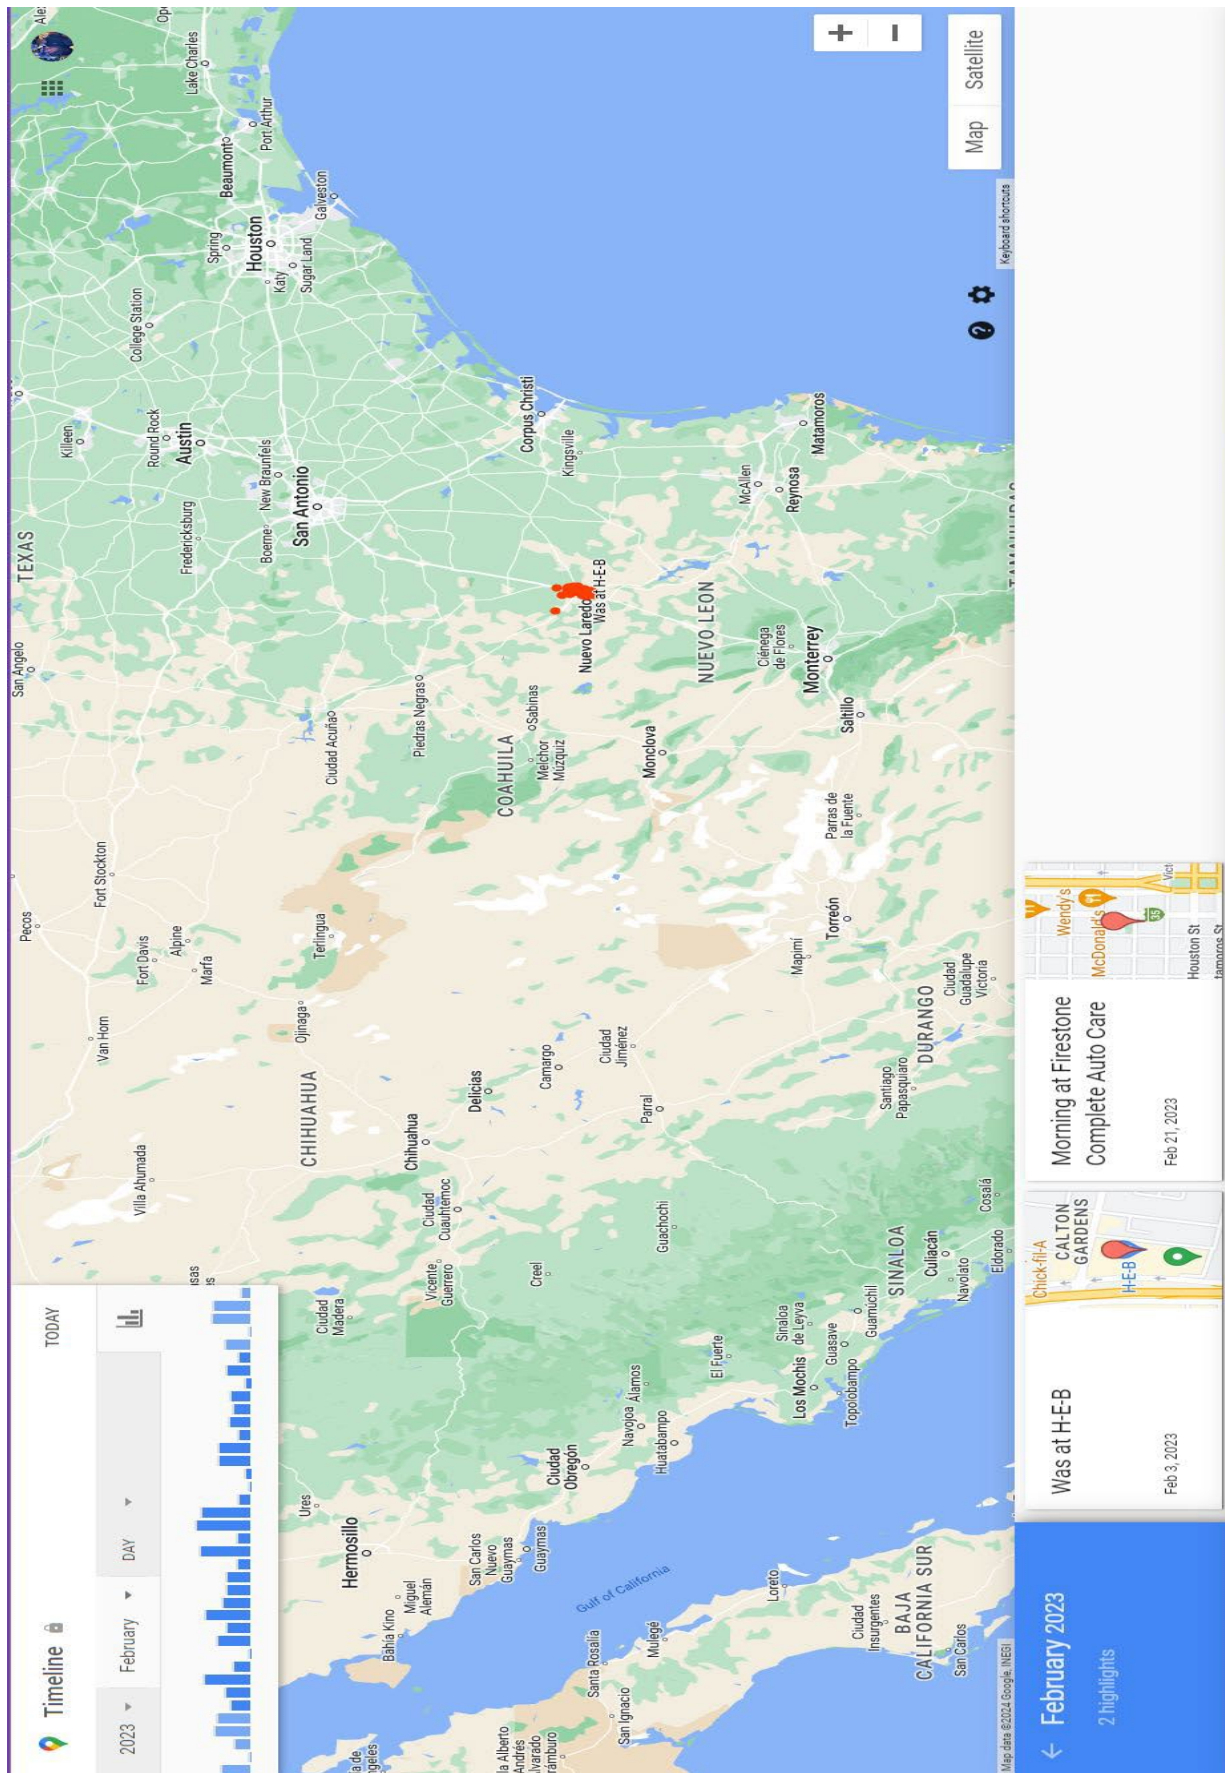 Timeline
TODAY
2023
February
DAY
TEXAS
San Angelo
Killeen
Round Rock
Austin
Fredericksburg
New Braunfels
Boerne
San Antonio
College Station
Spring
Houston
Katy
Sugar Land
Galveston
Beaumont
Port Arthur
Lake Charles
Pecos
Fort Stockton
Van Horn
Fort Davis
Alpine
Marfa
Terlingua
Ojinaga
Villa Ahumada
CHIHUAHUA
Chihuahua
Ciudad
Cuauhtemoc
Delicias
Camargo
Ciudad
Jiménez
Parral
Vicente
Guerrero
Creel
Guachochi
Ciudad
Madera
Ciudad Acuña
Piedras Negras
COAHUILA
Sabinas
Melchor
Múzquiz
Monclova
Nuevo Laredo
Was at H-E-B
NUEVO LEON
Ciénega
de Flores
Monterrey
Saltillo
Parras de
la Fuente
Torreón
Mapimí
Corpus Christi
Kingsville
McAllen
Reynosa
Matamoros
DURANGO
Ciudad
Guadalupe
Victoria
Santiago
Papasquiaro
Cosalá
SINALOA
Culiacán
Navolato
Eldorado
Sinaloa
de Leyva
Guasave
Guamúchil
Los Mochis
Topolobampo
El Fuerte
Álamos
Navojoa
Huatabampo
Ciudad
Obregón
Ures
Hermosillo
San Carlos
Nuevo
Guaymas
Guaymas
Miguel
Alemán
Bahía Kino
Gulf of California
Santa Rosalía
San Ignacio
Mulegé
Loreto
Ciudad
Insurgentes
BAJA
CALIFORNIA SUR
San Carlos
Map data ©2024 Google, INEGI
Keyboard shortcuts
Map
Satellite
February 2023
2 highlights
Was at H-E-B
Feb 3, 2023
Chick-fil-A
CALTON
GARDENS
H-E-B
Morning at Firestone
Complete Auto Care
Feb 21, 2023
Wendy's
McDonald's
35
Houston St